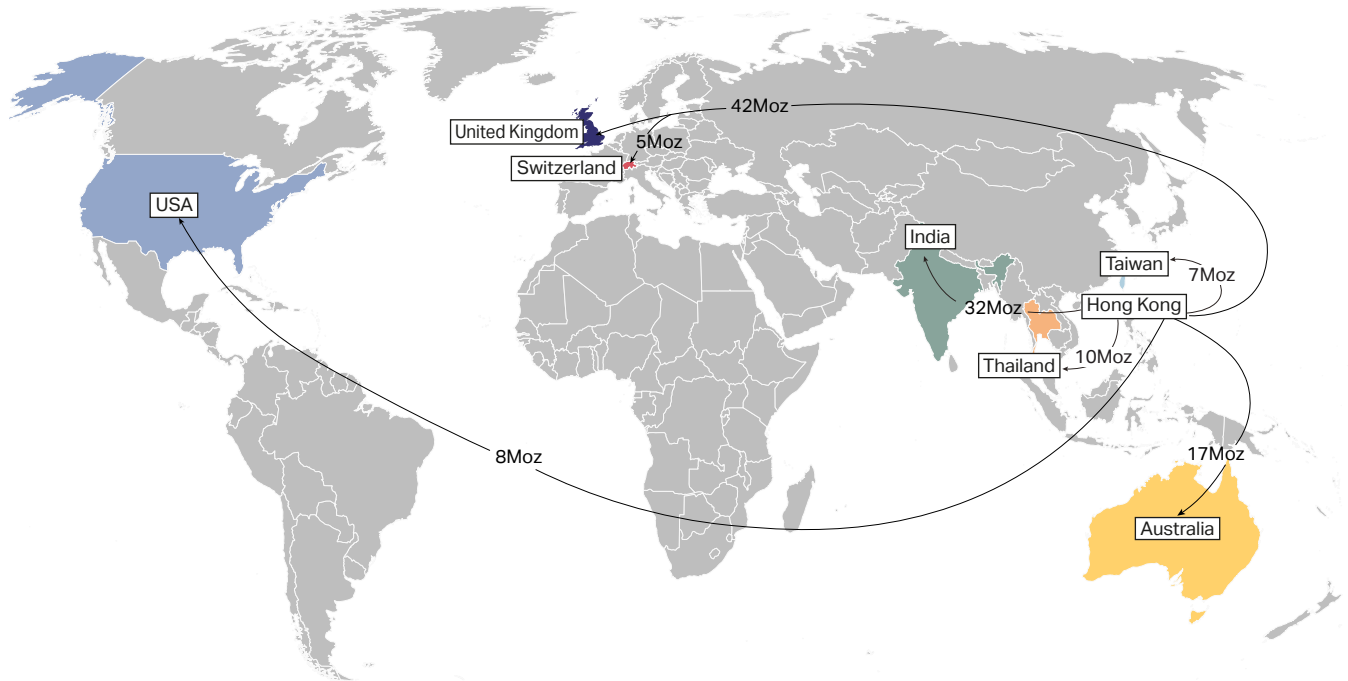 42Moz
United Kingdom
5Moz
Switzerland
USA
India
Taiwan
7Moz
32Moz
Hong Kong
10Moz
Thailand
8Moz
17Moz
Australia